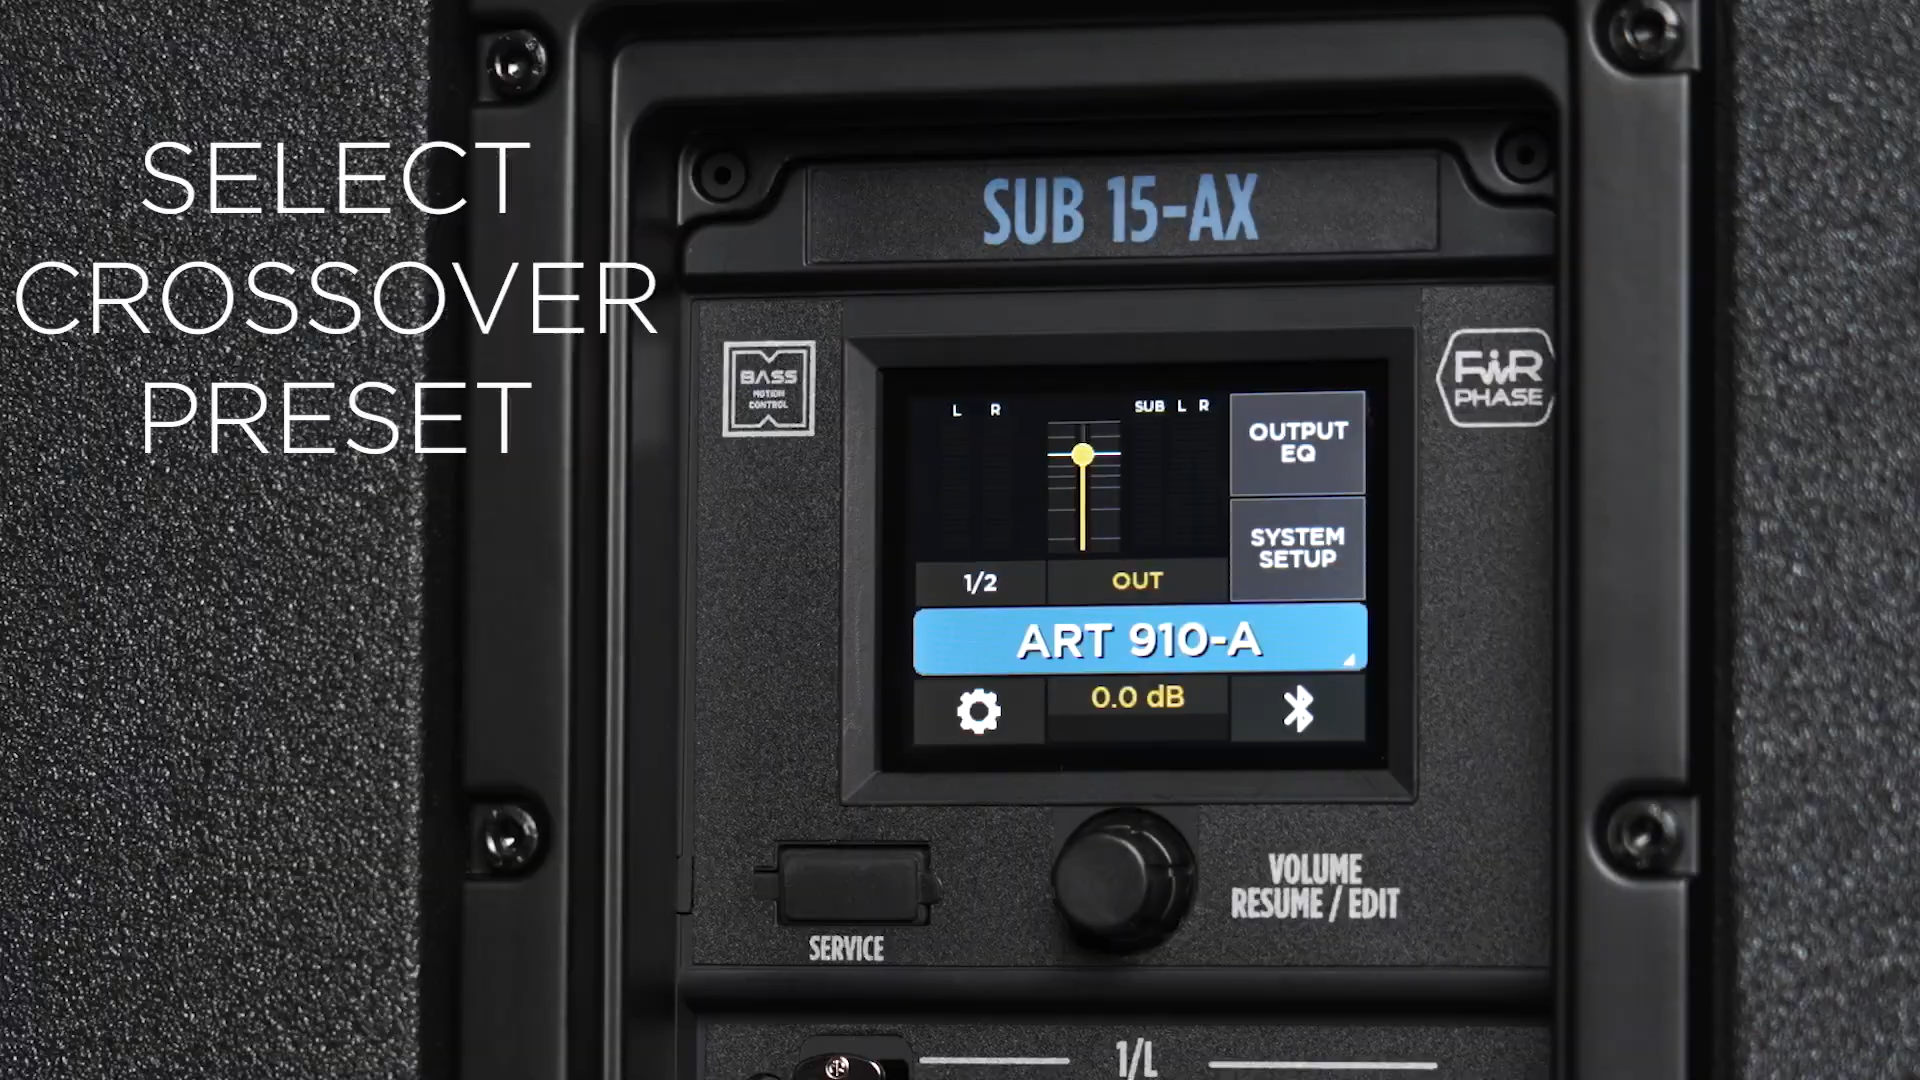 SELECT
CROSSOVER
PRESET
SUB 15-AX
BASS
MOTION
CONTROL
FiR
PHASE
L R
SUB L R
OUTPUT
EQ
SYSTEM
SETUP
1/2
OUT
ART 910-A
0.0 dB
VOLUME
RESUME / EDIT
SERVICE
1/L